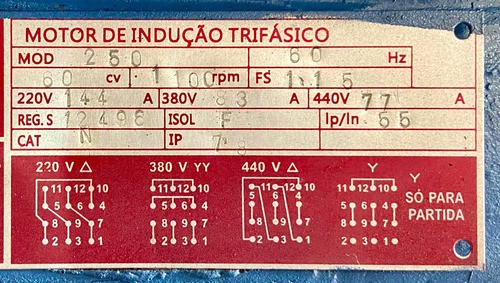 MOTOR DE INDUÇÃO TRIFÁSICO
MOD 250 60 Hz
60 cv 1100 rpm FS 1.15
220V 144 A 380V 83 A 440V 77 A
REG. S 12498 ISOL F Ip/In 55
CAT N IP
220 V Δ 380 V YY 440 V Δ Y
11 12 10 11 12 10 11 12 10 11 12 10
5 6 4 5 6 4 5 6 4 5 6 4
8 9 7 8 9 7 8 9 7 8 9 7
2 3 1 2 3 1 2 3 1 2 3 1
Y
SÓ PARA
PARTIDA